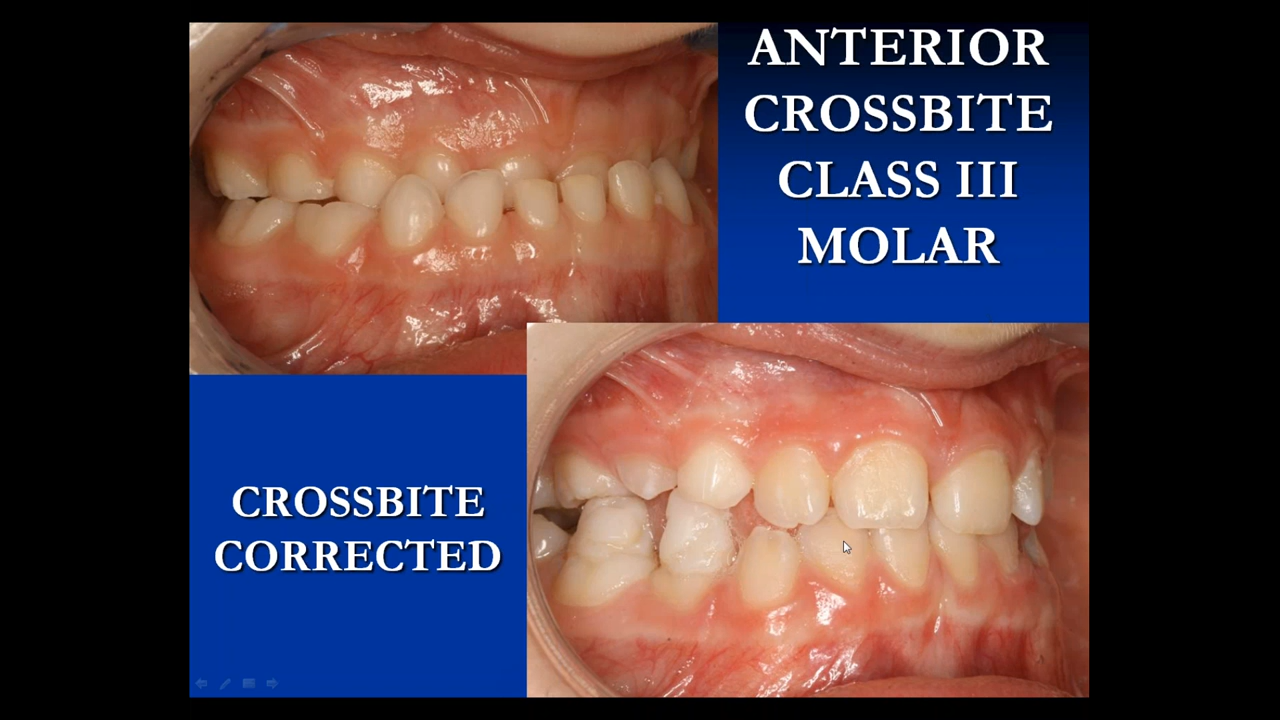 ANTERIOR
CROSSBITE
CLASS III
MOLAR
CROSSBITE
CORRECTED